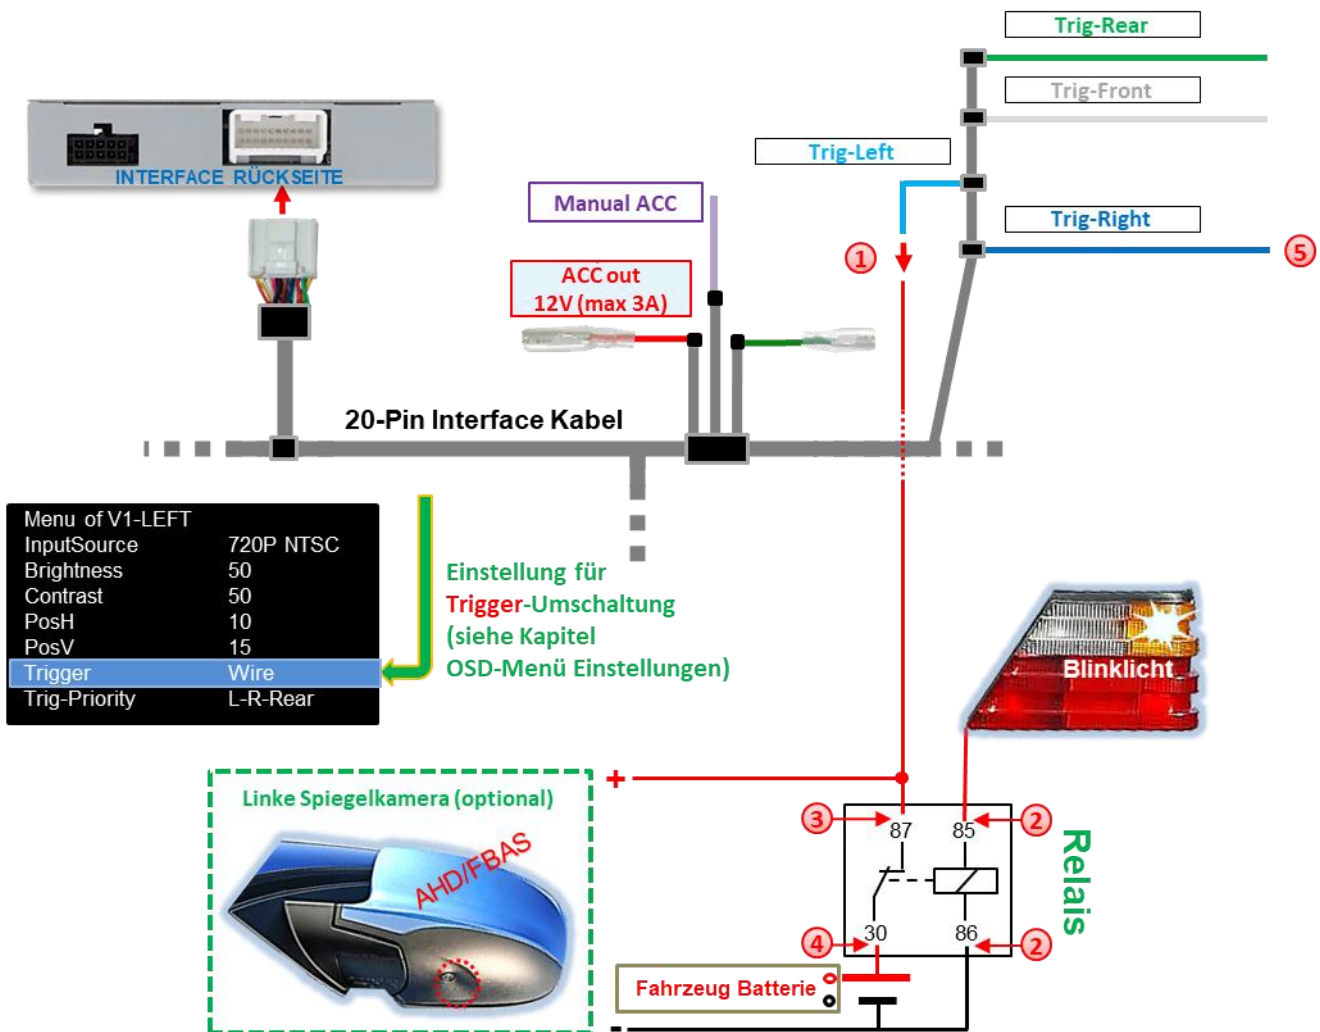 Trig-Rear
Trig-Front
Trig-Left
INTERFACE RÜCKSEITE
Manual ACC
Trig-Right
1
5
ACC out
12V (max 3A)
20-Pin Interface Kabel
Menu of V1-LEFT
InputSource 720P NTSC
Brightness 50
Contrast 50
PosH 10
PosV 15
Trigger Wire
Trig-Priority L-R-Rear
Einstellung für
Trigger-Umschaltung
(siehe Kapitel
OSD-Menü Einstellungen)
Blinklicht
+
Linke Spiegelkamera (optional)
AHD/FBAS
3
87
85
2
Relais
4
30
86
2
Fahrzeug Batterie
-